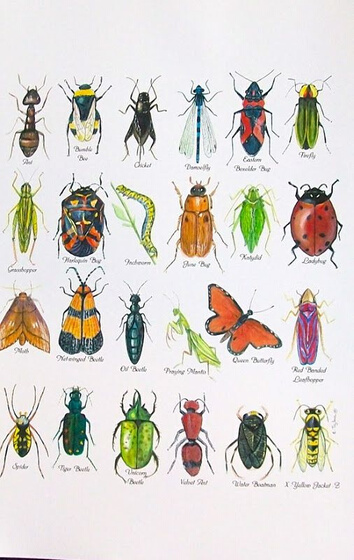 Ant
Bumble
Bee
Cricket
Damselfly
Eastern
Boxelder Bug
Firefly
Grasshopper
Harlequin Bug
Inchworm
June Bug
Katydid
Ladybug
Moth
Netwinged Beetle
Oil Beetle
Praying Mantis
Queen Butterfly
Red Banded
Leafhopper
Spider
Tiger Beetle
Unicorn
Beetle
Velvet Ant
Water Boatman
X Yellow Jacket